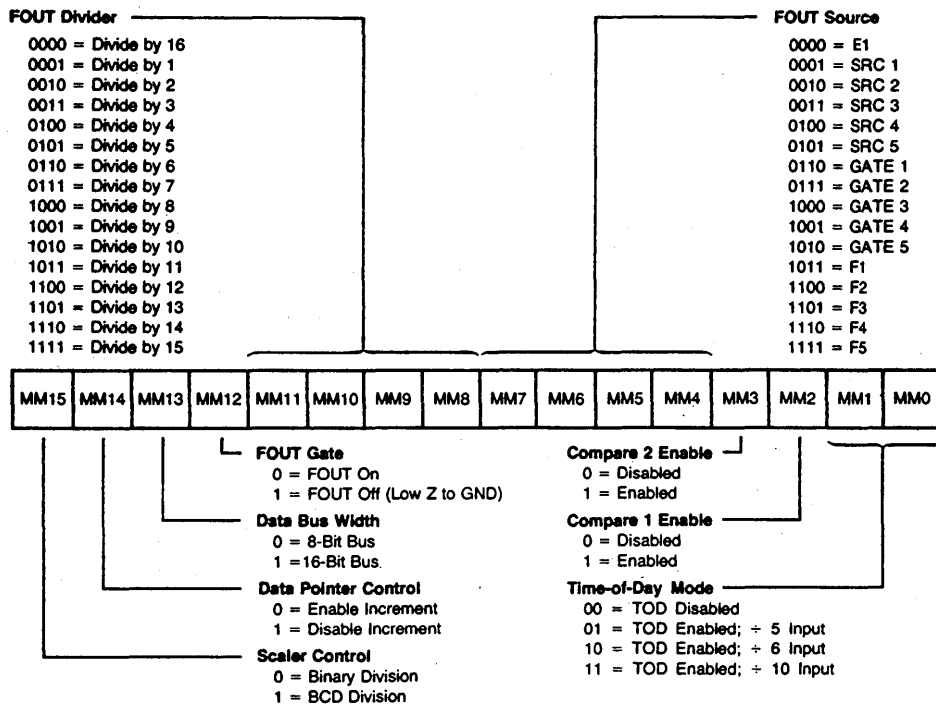 FOUT Divider
0000 = Divide by 16
0001 = Divide by 1
0010 = Divide by 2
0011 = Divide by 3
0100 = Divide by 4
0101 = Divide by 5
0110 = Divide by 6
0111 = Divide by 7
1000 = Divide by 8
1001 = Divide by 9
1010 = Divide by 10
1011 = Divide by 11
1100 = Divide by 12
1101 = Divide by 13
1110 = Divide by 14
1111 = Divide by 15
FOUT Source
0000 = E1
0001 = SRC 1
0010 = SRC 2
0011 = SRC 3
0100 = SRC 4
0101 = SRC 5
0110 = GATE 1
0111 = GATE 2
1000 = GATE 3
1001 = GATE 4
1010 = GATE 5
1011 = F1
1100 = F2
1101 = F3
1110 = F4
1111 = F5
MM15 MM14 MM13 MM12 MM11 MM10 MM9 MM8 MM7 MM6 MM5 MM4 MM3 MM2 MM1 MM0
FOUT Gate
0 = FOUT On
1 = FOUT Off (Low Z to GND)
Data Bus Width
0 = 8-Bit Bus
1 =16-Bit Bus.
Data Pointer Control
0 = Enable Increment
1 = Disable Increment
Scaler Control
0 = Binary Division
1 = BCD Division
Compare 2 Enable
0 = Disabled
1 = Enabled
Compare 1 Enable
0 = Disabled
1 = Enabled
Time-of-Day Mode
00 = TOD Disabled
01 = TOD Enabled; ÷ 5 Input
10 = TOD Enabled; ÷ 6 Input
11 = TOD Enabled; ÷ 10 Input